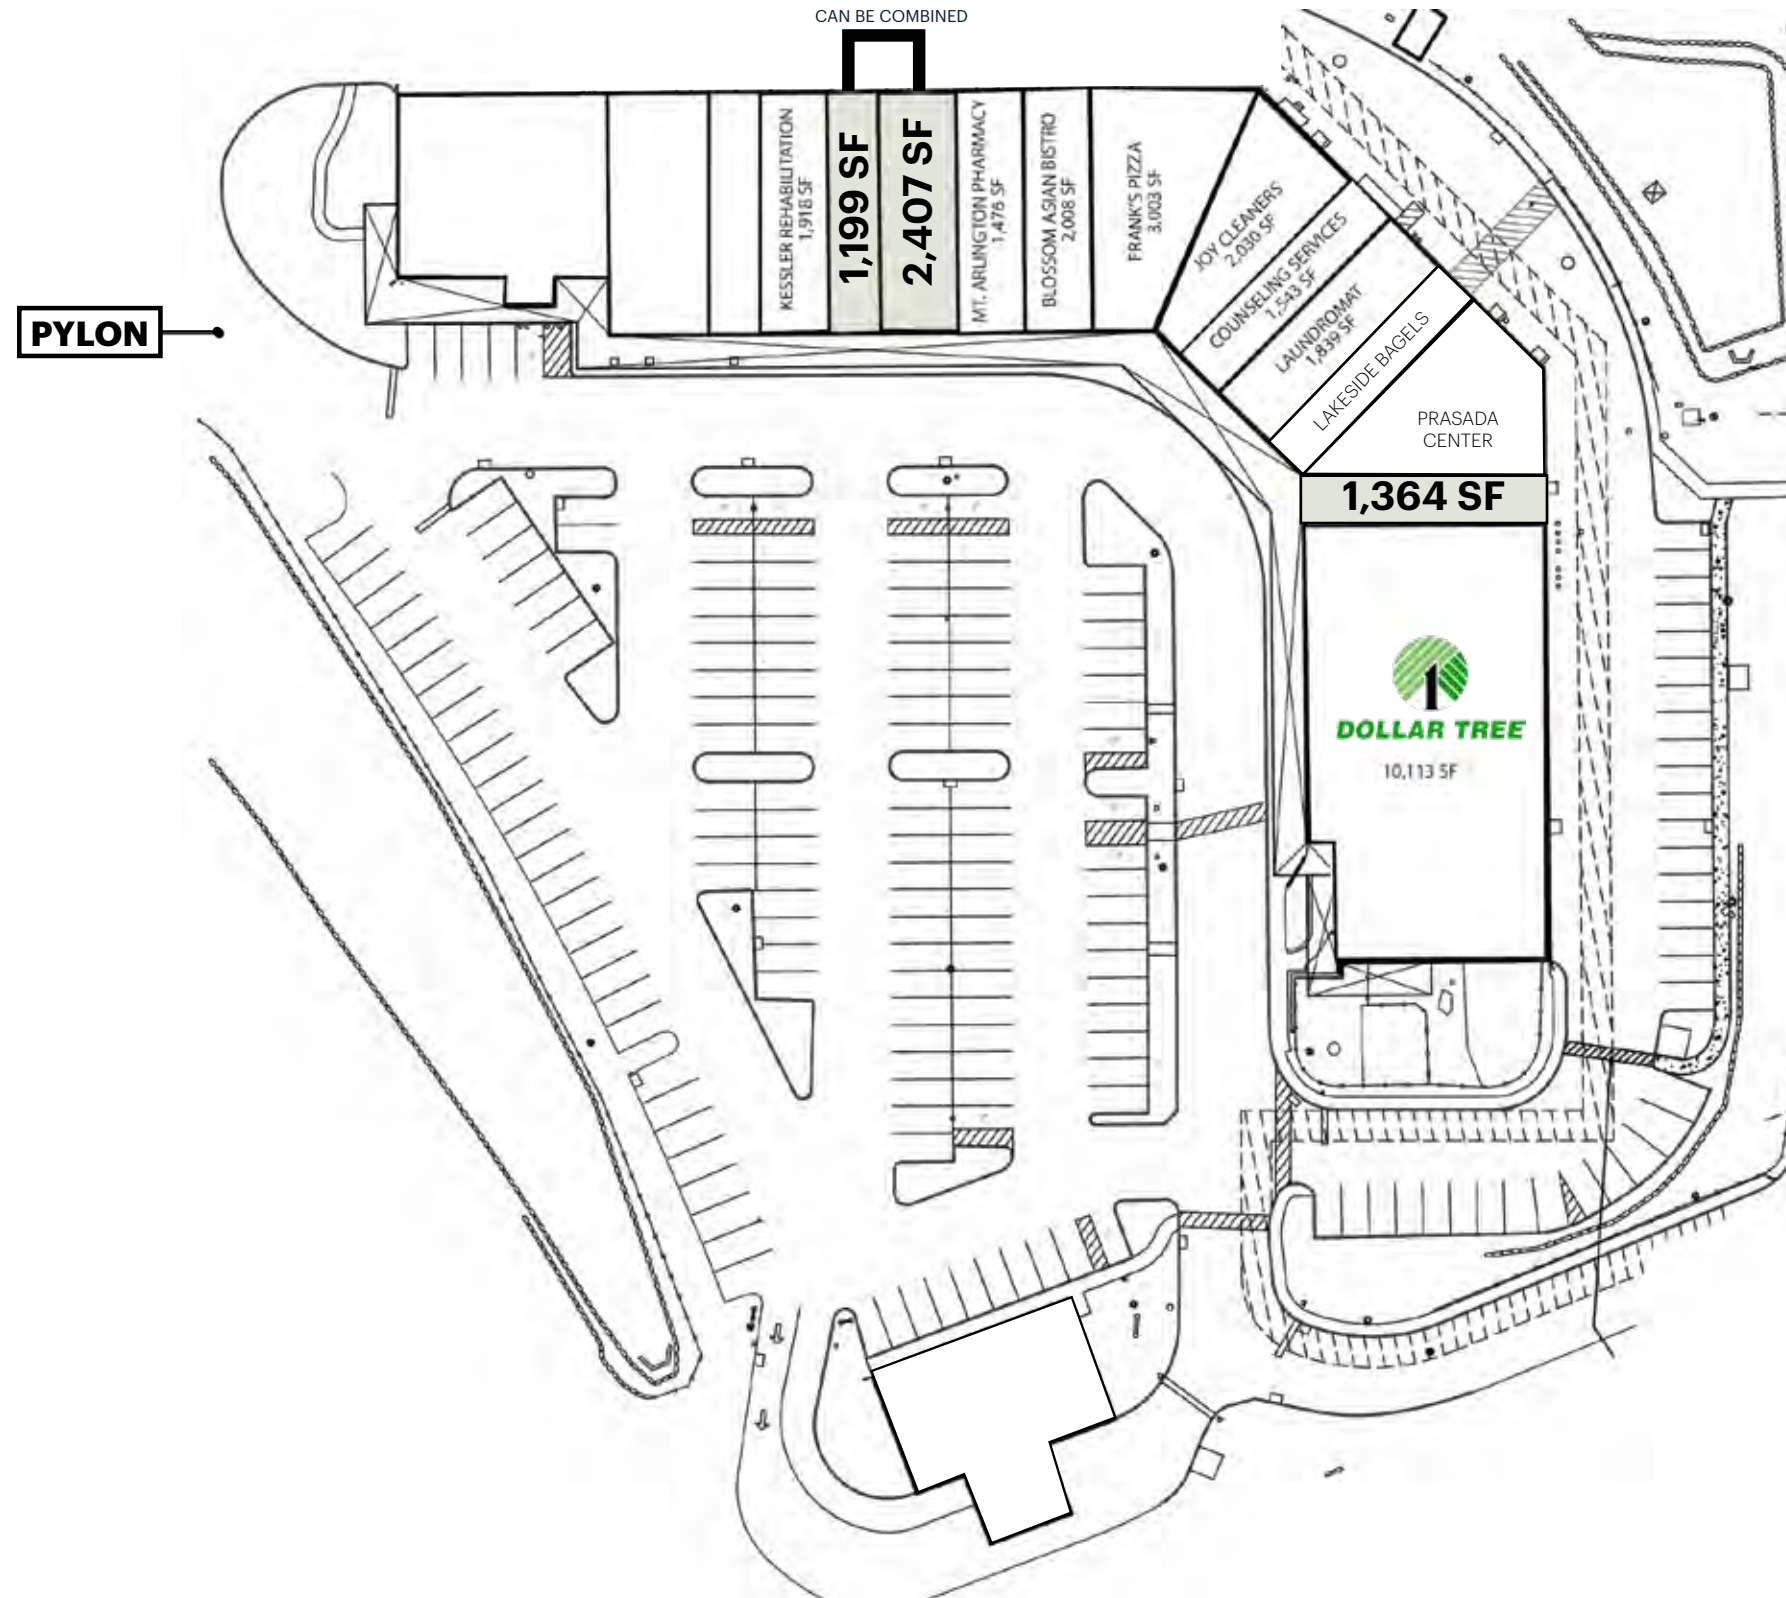 CAN BE COMBINED
KESSLER REHABILITATION
1,918 SF
1,199 SF
2,407 SF
MT. ARLINGTON PHARMACY
1,476 SF
BLOSSOM ASIAN BISTRO
2,008 SF
FRANK'S PIZZA
3,003 SF
JOY CLEANERS
2,030 SF
COUNSELING SERVICES
1,543 SF
LAUNDROMAT
1,839 SF
LAKESIDE BAGELS
PRASADA
CENTER
PYLON
1,364 SF
1
DOLLAR TREE
10,113 SF